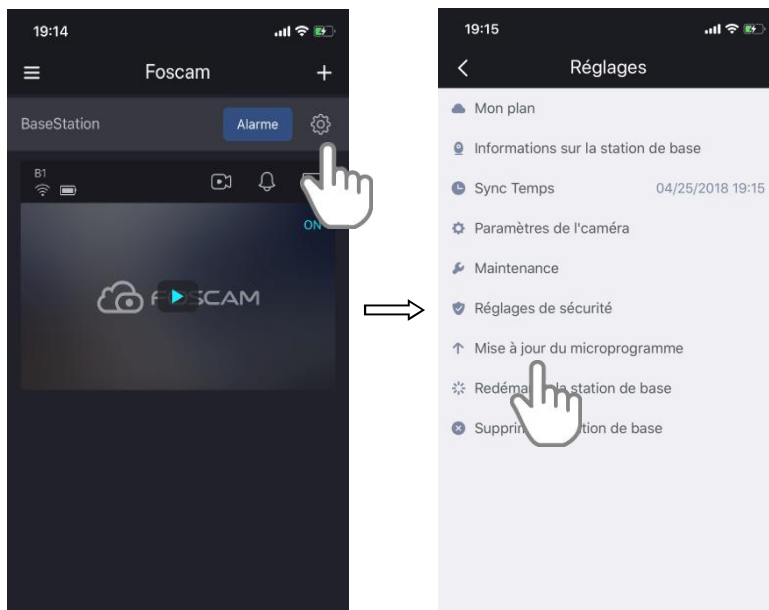 19:14
Foscam
BaseStation
Alarme
B1
ON
FOSCAM
19:15
Réglages
Mon plan
Informations sur la station de base
Sync Temps 04/25/2018 19:15
Paramètres de l'caméra
Maintenance
Réglages de sécurité
Mise à jour du microprogramme
la station de base
de base